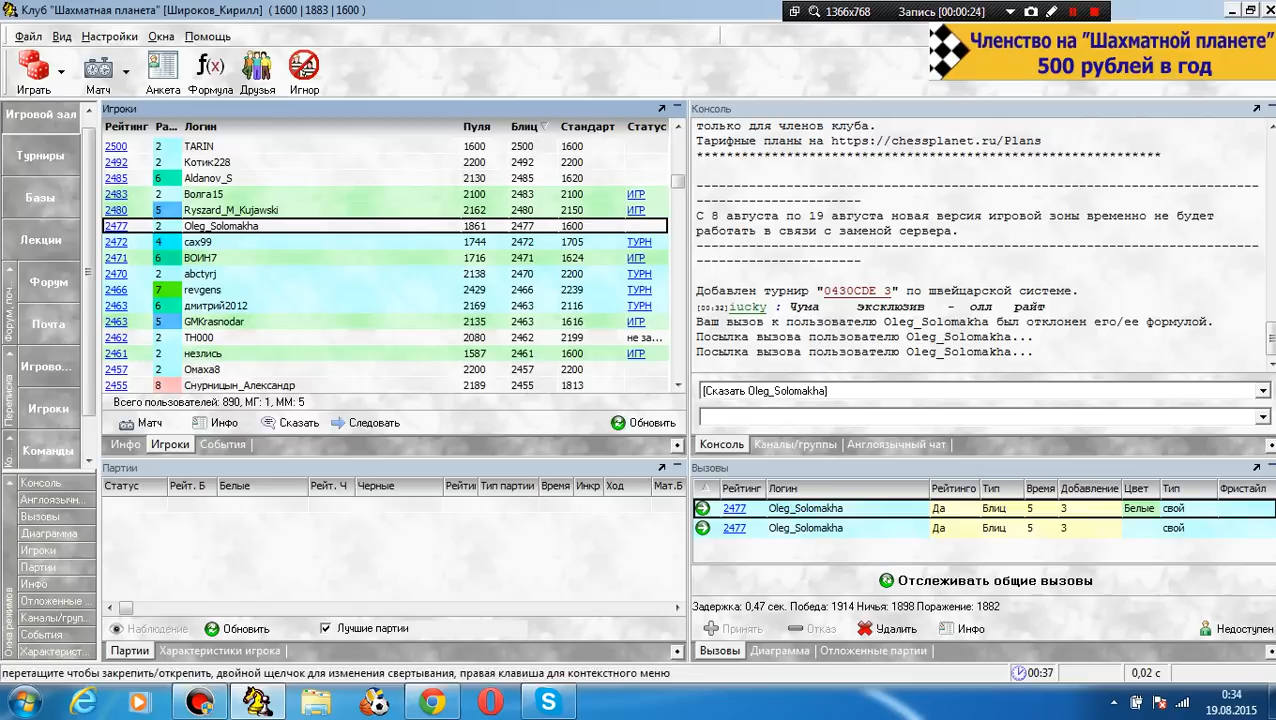 Клуб "Шахматная планета" [Широков_Кирилл] ( 1600 | 1883 | 1600 )
1366x768
Запись [00:00:24]
Файл Вид Настройки Окна Помощь
Членство на "Шахматной планете"
500 рублей в год
Играть Матч Анкета Формула Друзья Игнор
f(x)
Игровой зал
Турниры
Базы
Лекции
Форум
Почта
Игрово...
Игроки
Команды
Форум, поч...
Переписка
Ко...
Окна режимов
Консоль
Англоязычн...
Вызовы
Диаграмма
Игроки
Партии
Инфо
Отложенные ...
Каналы/груп...
События
Характерист...
Игроки
Рейтинг Ра... Логин Пуля Блиц Стандарт Статус
2500 2 TARIN 1600 2500 1600
2492 2 Котик228 2200 2492 2200
2485 6 Aldanov_S 2130 2485 1620
2483 2 Волга15 2100 2483 2100 ИГР
2480 5 Ryszard_M_Kujawski 2162 2480 2150 ИГР
2477 2 Oleg_Solomakha 1861 2477 1600
2472 4 cax99 1744 2472 1705 ТУРН
2471 6 ВОИН7 1716 2471 1624 ИГР
2470 2 abctyrj 2138 2470 2200 ТУРН
2466 7 revgens 2429 2466 2239 ТУРН
2463 6 дмитрий2012 2169 2463 2116 ТУРН
2463 5 GMKrasnodar 2135 2463 1616 ИГР
2462 2 TH000 2080 2462 2199 не за...
2461 2 незлись 1587 2461 1600 ИГР
2457 2 Омаха8 2200 2457 2200
2455 8 Снурницын_Александр 2189 2455 1813
Всего пользователей: 890, МГ: 1, ММ: 5
Матч Инфо Сказать Следовать Обновить
Инфо Игроки События
Консоль
только для членов клуба.
Тарифные планы на https://chessplanet.ru/Plans
С 8 августа по 19 августа новая версия игровой зоны временно не будет
работать в связи с заменой сервера.
Добавлен турнир "0430CDE_3" по швейцарской системе.
[00:32]iucky : Чума эксклюзив - олл райт
Ваш вызов к пользователю Oleg_Solomakha был отклонен его/ее формулой.
Посылка вызова пользователю Oleg_Solomakha...
Посылка вызова пользователю Oleg_Solomakha...
[Сказать Oleg_Solomakha]
Консоль Каналы/группы Англоязычный чат
Партии
Статус Рейт. Б Белые Рейт. Ч Черные Рейти Тип партии Время Инкр Ход Мат.Б
Наблюдение Обновить Лучшие партии
Партии Характеристики игрока
Вызовы
Рейтинг Логин Рейтинго Тип Время Добавление Цвет Тип Фристайл
2477 Oleg_Solomakha Да Блиц 5 3 Белые свой
2477 Oleg_Solomakha Да Блиц 5 3 свой
Отслеживать общие вызовы
Задержка: 0,47 сек. Победа: 1914 Ничья: 1898 Поражение: 1882
Принять Отказ Удалить Инфо Недоступен
Вызовы Диаграмма Отложенные партии
перетащите чтобы закрепить/открепить, двойной щелчок для изменения свертывания, правая клавиша для контекстного меню
00:37
0,02 с
0:34
19.08.2015